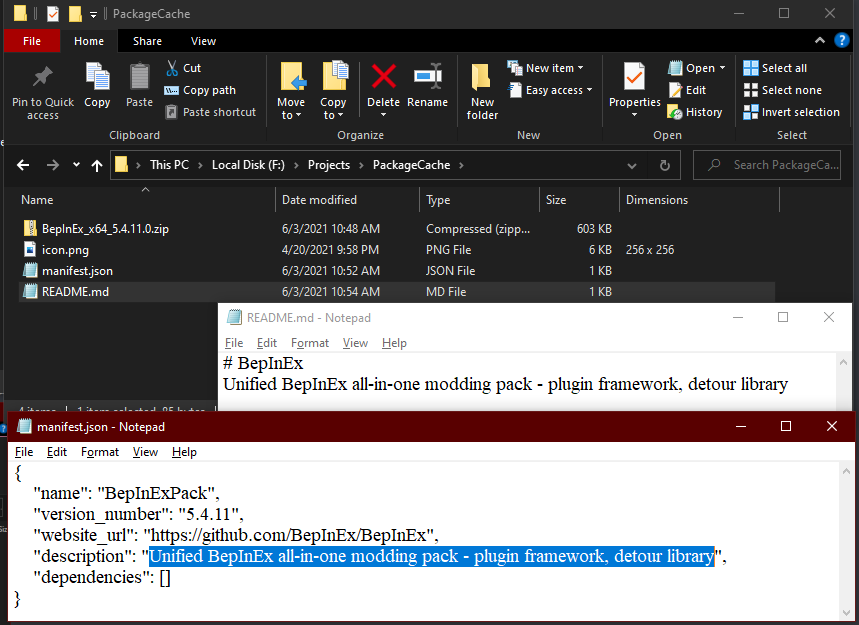 PackageCache
File Home Share View
Pin to Quick access
Copy
Paste
Cut
Copy path
Paste shortcut
Clipboard
Move to
Copy to
Delete
Rename
Organize
New folder
New item
Easy access
New
Properties
Open
Edit
History
Open
Select all
Select none
Invert selection
Select
This PC > Local Disk (F:) > Projects > PackageCache >
Search PackageCa...
Name Date modified Type Size Dimensions
BepInEx_x64_5.4.11.0.zip 6/3/2021 10:48 AM Compressed (zipp... 603 KB
icon.png 4/20/2021 9:58 PM PNG File 6 KB 256 x 256
manifest.json 6/3/2021 10:52 AM JSON File 1 KB
README.md 6/3/2021 10:54 AM MD File 1 KB
README.md - Notepad
File Edit Format View Help
# BepInEx
Unified BepInEx all-in-one modding pack - plugin framework, detour library
4 items 1 item selected 85 bytes
manifest.json - Notepad
File Edit Format View Help
{
"name": "BepInExPack",
"version_number": "5.4.11",
"website_url": "https://github.com/BepInEx/BepInEx",
"description": "Unified BepInEx all-in-one modding pack - plugin framework, detour library",
"dependencies": []
}